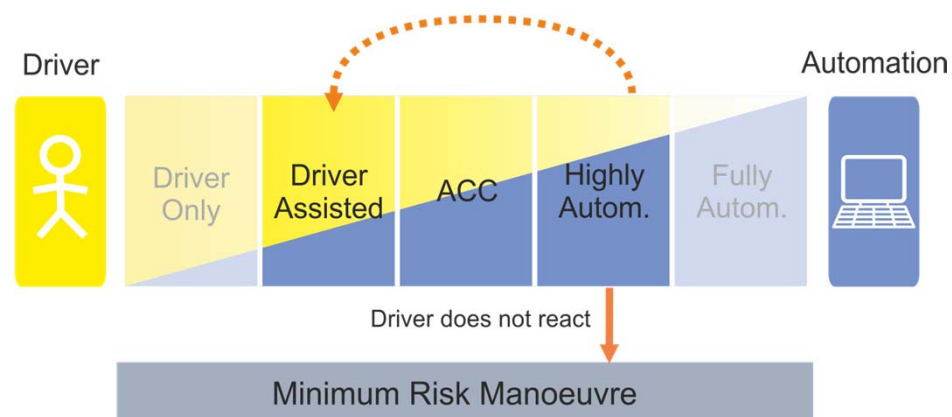 Driver
Automation
Driver
Only
Driver
Assisted
ACC
Highly
Autom.
Fully
Autom.
Driver does not react
Minimum Risk Manoeuvre